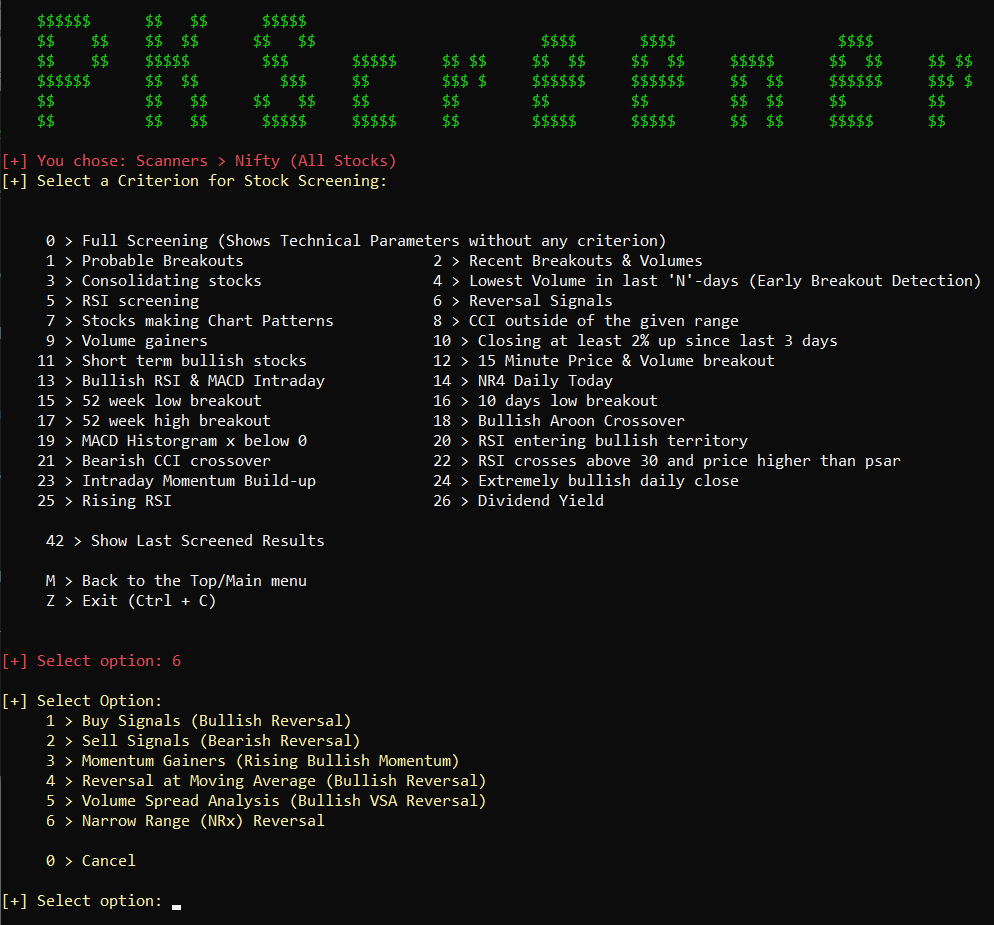 PKScreener
[+] You chose: Scanners > Nifty (All Stocks)
[+] Select a Criterion for Stock Screening:
0 > Full Screening (Shows Technical Parameters without any criterion)
1 > Probable Breakouts 2 > Recent Breakouts & Volumes
3 > Consolidating stocks 4 > Lowest Volume in last 'N'-days (Early Breakout Detection)
5 > RSI screening 6 > Reversal Signals
7 > Stocks making Chart Patterns 8 > CCI outside of the given range
9 > Volume gainers 10 > Closing at least 2% up since last 3 days
11 > Short term bullish stocks 12 > 15 Minute Price & Volume breakout
13 > Bullish RSI & MACD Intraday 14 > NR4 Daily Today
15 > 52 week low breakout 16 > 10 days low breakout
17 > 52 week high breakout 18 > Bullish Aroon Crossover
19 > MACD Historgram x below 0 20 > RSI entering bullish territory
21 > Bearish CCI crossover 22 > RSI crosses above 30 and price higher than psar
23 > Intraday Momentum Build-up 24 > Extremely bullish daily close
25 > Rising RSI 26 > Dividend Yield
42 > Show Last Screened Results
M > Back to the Top/Main menu
Z > Exit (Ctrl + C)
[+] Select option: 6
[+] Select Option:
1 > Buy Signals (Bullish Reversal)
2 > Sell Signals (Bearish Reversal)
3 > Momentum Gainers (Rising Bullish Momentum)
4 > Reversal at Moving Average (Bullish Reversal)
5 > Volume Spread Analysis (Bullish VSA Reversal)
6 > Narrow Range (NRx) Reversal
0 > Cancel
[+] Select option: _